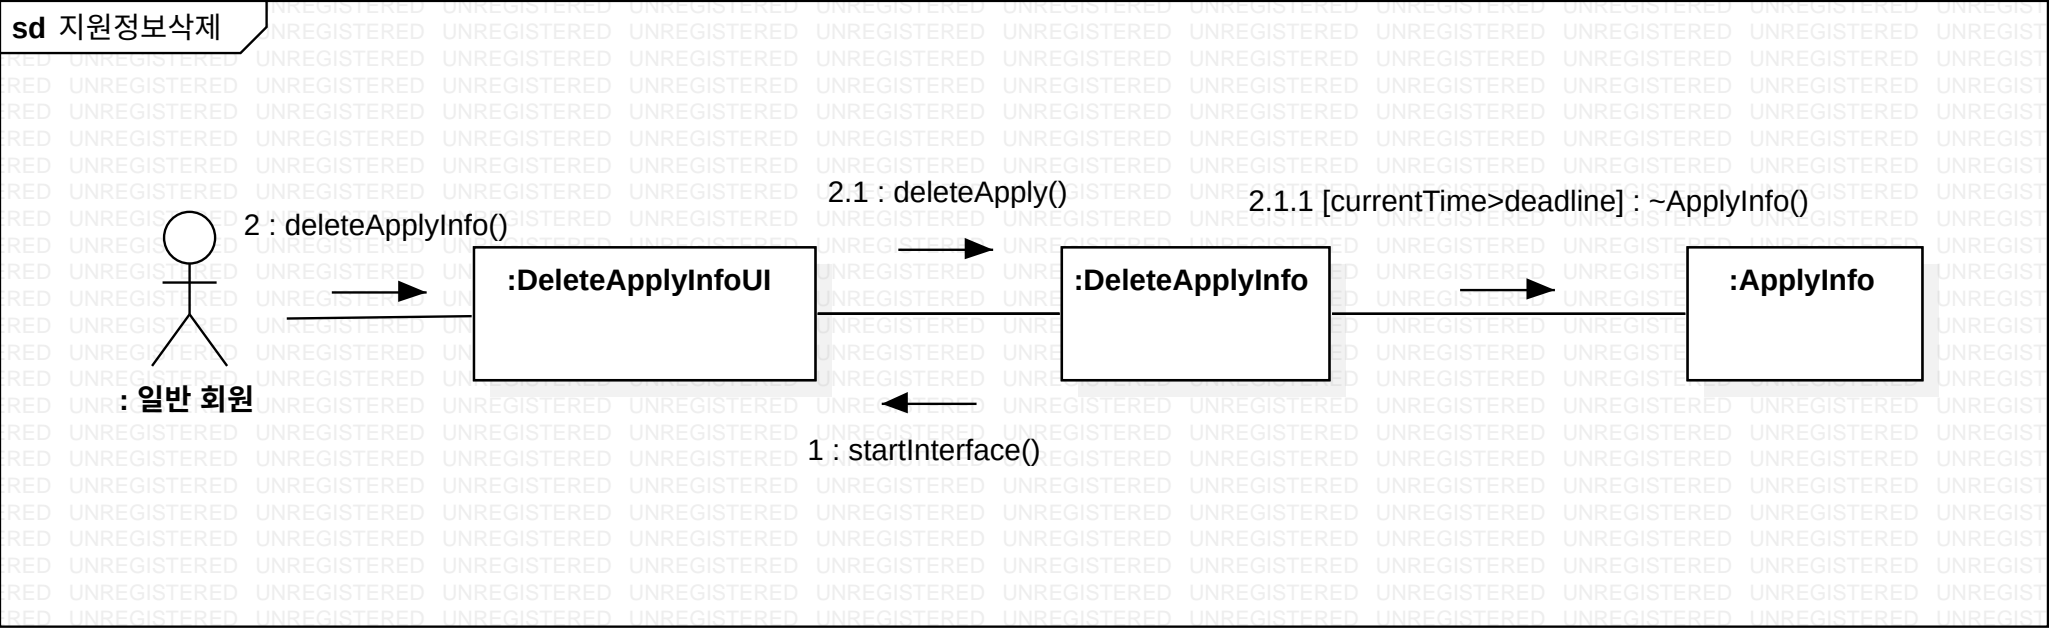 sd 지원정보삭제
2.1 : deleteApply()
2.1.1 [currentTime>deadline] : ~ApplyInfo()
2 : deleteApplyInfo()
:DeleteApplyInfoUI
:DeleteApplyInfo
:ApplyInfo
: 일반 회원
1 : startInterface()
UNREGISTERED